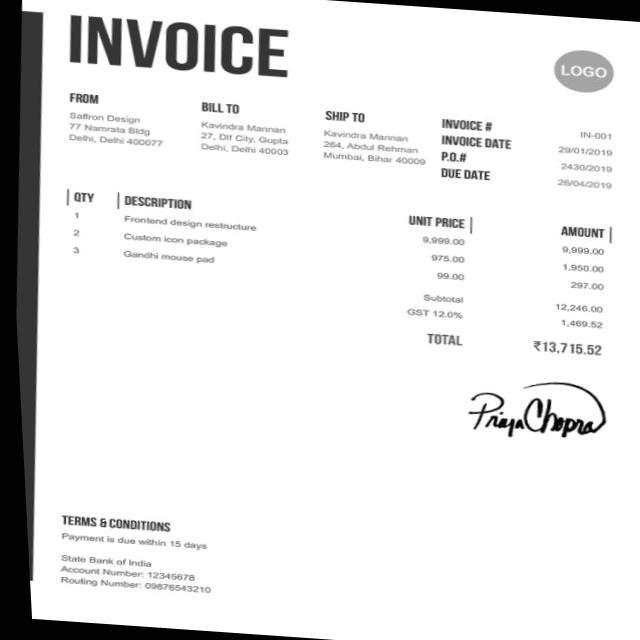 INVOICE
LOGO
FROM
Saffron Design
77 Namrata Bldg
Delhi, Delhi 400077
BILL TO
Kavindra Mannan
27, Dlf City, Gupta
Delhi, Delhi 40003
SHIP TO
Kavindra Mannan
264, Abdul Rehman
Mumbai, Bihar 40009
INVOICE # IN-001
INVOICE DATE 29/01/2019
P.O.# 2430/2019
DUE DATE 26/04/2019
QTY DESCRIPTION UNIT PRICE AMOUNT
1 Frontend design restructure 9,999.00 9,999.00
2 Custom icon package 975.00 1,950.00
3 Gandhi mouse pad 99.00 297.00
Subtotal 12,246.00
GST 12.0% 1,469.52
TOTAL ₹13,715.52
Priya Chopra
TERMS & CONDITIONS
Payment is due within 15 days
State Bank of India
Account Number: 12345678
Routing Number: 09876543210